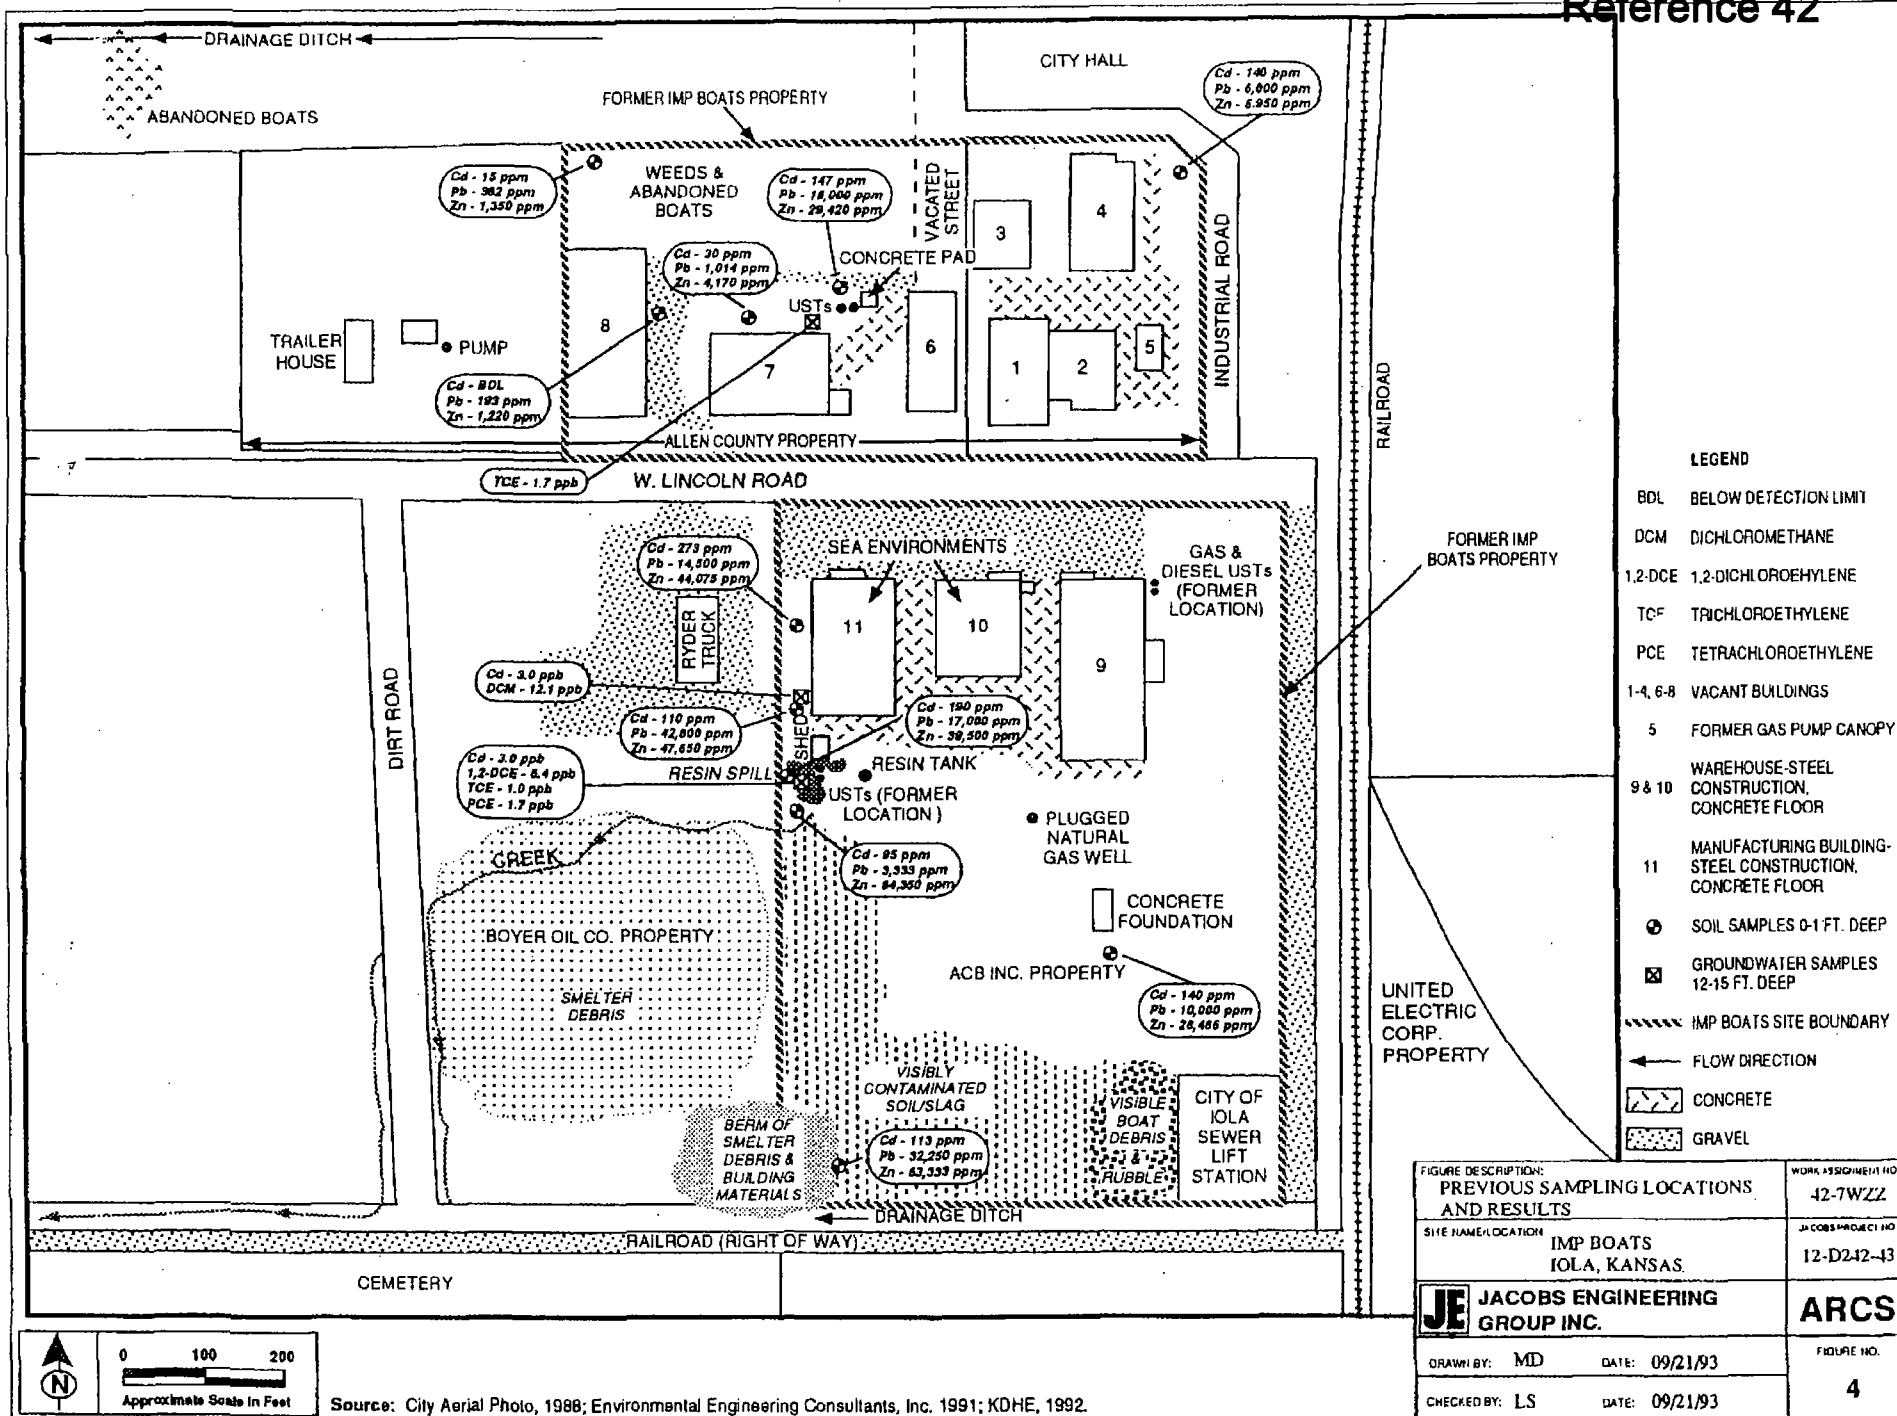 Reference 42
DRAINAGE DITCH
ABANDONED BOATS
FORMER IMP BOATS PROPERTY
CITY HALL
Cd - 140 ppm
Pb - 6,800 ppm
Zn - 5,950 ppm
Cd - 15 ppm
Pb - 382 ppm
Zn - 1,350 ppm
WEEDS &
ABANDONED
BOATS
Cd - 147 ppm
Pb - 18,000 ppm
Zn - 29,420 ppm
VACATED
STREET
3
4
INDUSTRIAL ROAD
RAILROAD
Cd - 30 ppm
Pb - 1,014 ppm
Zn - 4,170 ppm
CONCRETE PAD
USTs
8
7
6
1
2
5
TRAILER
HOUSE
PUMP
Cd - BDL
Pb - 193 ppm
Zn - 1,220 ppm
ALLEN COUNTY PROPERTY
TCE - 1.7 ppb
W. LINCOLN ROAD
Cd - 273 ppm
Pb - 14,500 ppm
Zn - 44,075 ppm
SEA ENVIRONMENTS
GAS &
DIESEL USTs
(FORMER
LOCATION)
FORMER IMP
BOATS PROPERTY
RYDER
TRUCK
11
10
9
DIRT ROAD
Cd - 3.0 ppb
DCM - 12.1 ppb
Cd - 110 ppm
Pb - 42,800 ppm
Zn - 47,650 ppm
SHED
Cd - 190 ppm
Pb - 17,000 ppm
Zn - 39,500 ppm
Cd - 3.0 ppb
1,2-DCE - 8.4 ppb
TCE - 1.0 ppb
PCE - 1.7 ppb
RESIN SPILL
RESIN TANK
USTs (FORMER
LOCATION )
PLUGGED
NATURAL
GAS WELL
CREEK
Cd - 95 ppm
Pb - 3,333 ppm
Zn - 84,350 ppm
CONCRETE
FOUNDATION
BOYER OIL CO. PROPERTY
ACB INC. PROPERTY
SMELTER
DEBRIS
Cd - 140 ppm
Pb - 10,000 ppm
Zn - 28,466 ppm
UNITED
ELECTRIC
CORP.
PROPERTY
VISIBLY
CONTAMINATED
SOIL/SLAG
VISIBLE
BOAT
DEBRIS
&
RUBBLE
CITY OF
IOLA
SEWER
LIFT
STATION
BERM OF
SMELTER
DEBRIS &
BUILDING
MATERIALS
Cd - 113 ppm
Pb - 32,250 ppm
Zn - 63,333 ppm
DRAINAGE DITCH
RAILROAD (RIGHT OF WAY)
CEMETERY
LEGEND
BDL BELOW DETECTION LIMIT
DCM DICHLOROMETHANE
1,2-DCE 1,2-DICHLOROEHYLENE
TCE TRICHLOROETHYLENE
PCE TETRACHLOROETHYLENE
1-4, 6-8 VACANT BUILDINGS
5 FORMER GAS PUMP CANOPY
9 & 10 WAREHOUSE-STEEL
CONSTRUCTION,
CONCRETE FLOOR
11 MANUFACTURING BUILDING-
STEEL CONSTRUCTION,
CONCRETE FLOOR
SOIL SAMPLES 0-1 FT. DEEP
GROUNDWATER SAMPLES
12-15 FT. DEEP
IMP BOATS SITE BOUNDARY
FLOW DIRECTION
CONCRETE
GRAVEL
FIGURE DESCRIPTION:
PREVIOUS SAMPLING LOCATIONS
AND RESULTS
WORK ASSIGNMENT NO
42-7WZZ
SITE NAME/LOCATION
IMP BOATS
IOLA, KANSAS
JACOBS PROJECT NO
12-D242-43
JE JACOBS ENGINEERING
GROUP INC.
ARCS
DRAWN BY: MD DATE: 09/21/93
CHECKED BY: LS DATE: 09/21/93
FIGURE NO.
4
N
0 100 200
Approximate Scale in Feet
Source: City Aerial Photo, 1988; Environmental Engineering Consultants, Inc. 1991; KDHE, 1992.